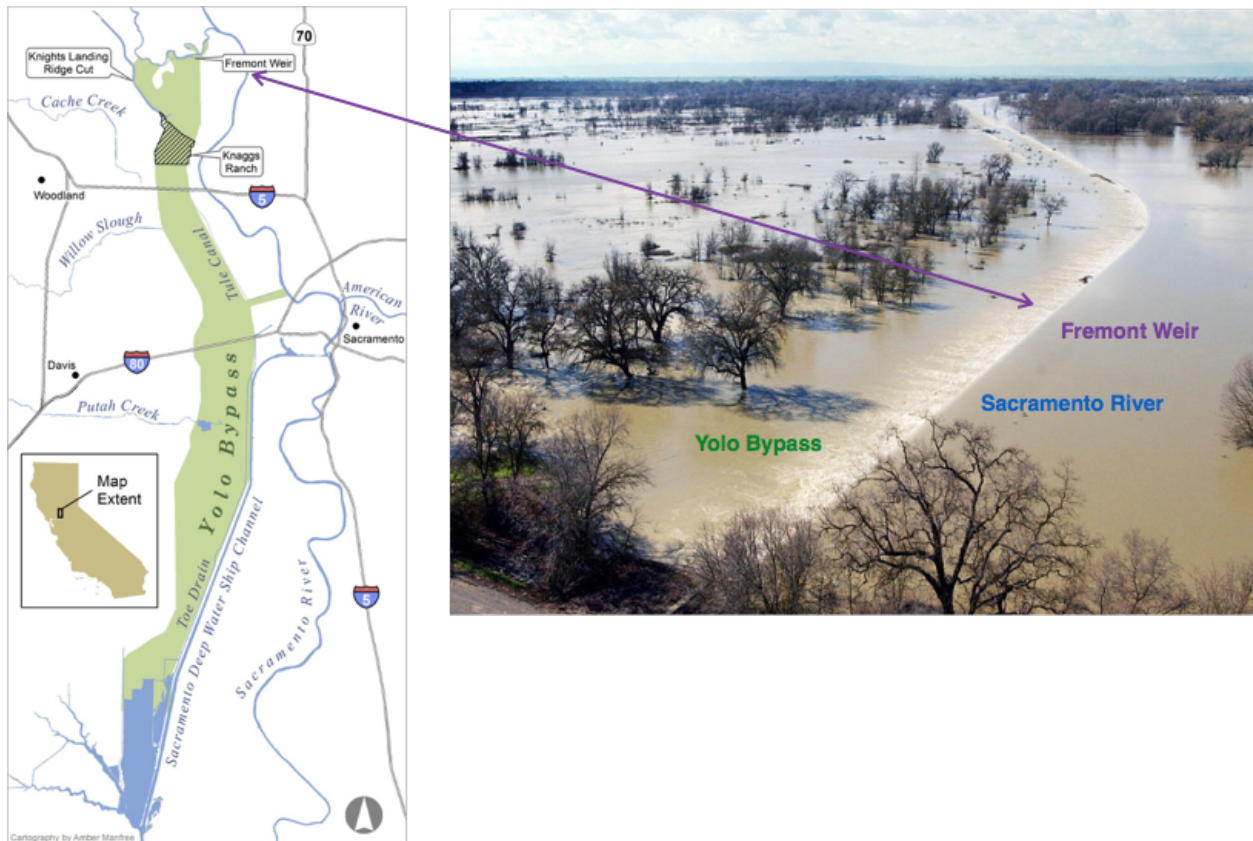 70
Knights Landing
Ridge Cut
Fremont Weir
Cache Creek
Knaggs
Ranch
Woodland
5
Willow Slough
Tule Canal
American
River
Sacramento
80
Davis
Putah Creek
Yolo Bypass
Map
Extent
Toe Drain
Sacramento Deep Water Ship Channel
Sacramento River
5
Cartography by Amber Manfree
Fremont Weir
Sacramento River
Yolo Bypass